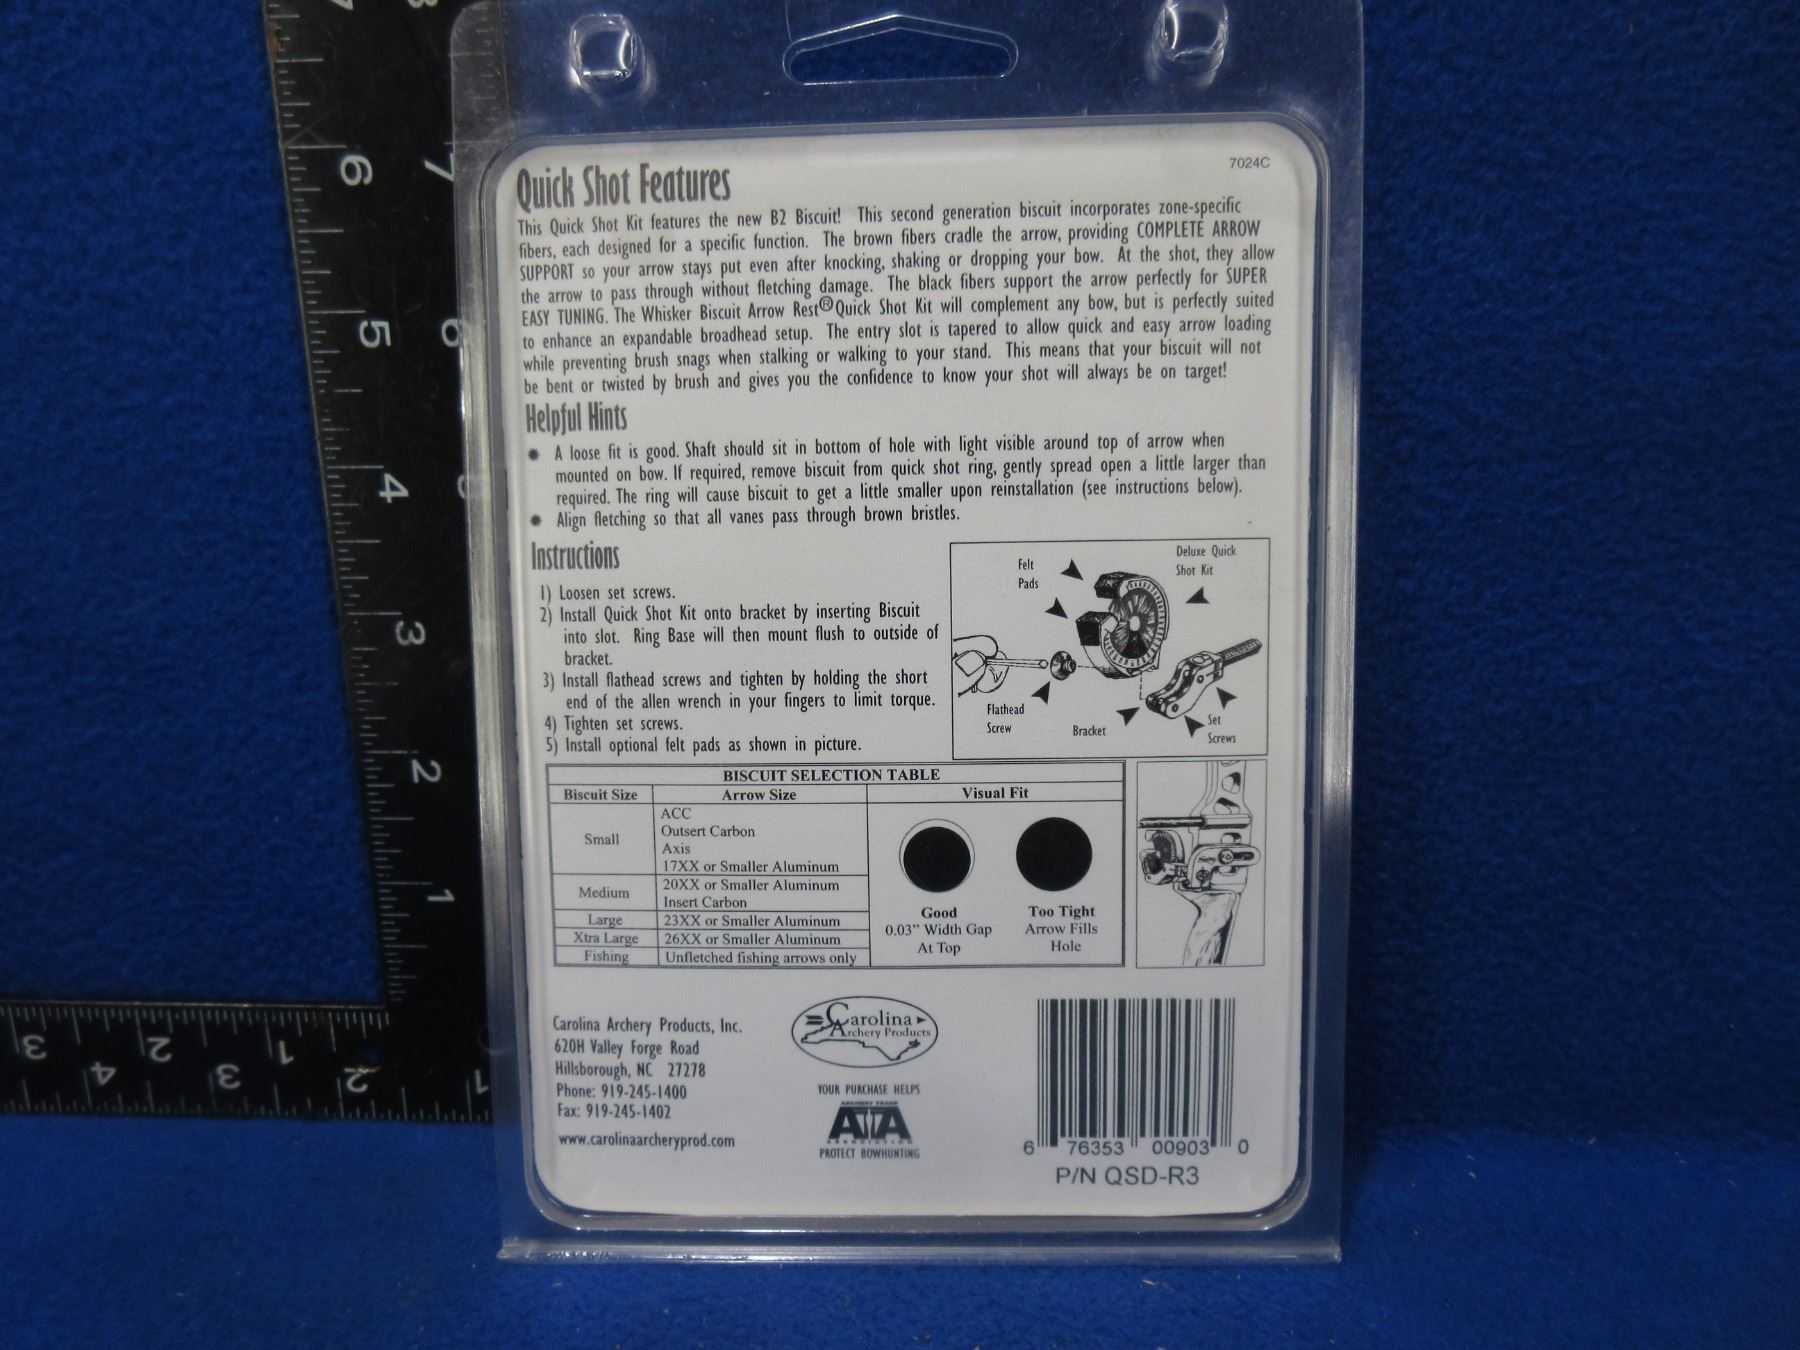 7024C
Quick Shot Features
This Quick Shot Kit features the new B2 Biscuit! This second generation biscuit incorporates zone-specific
fibers, each designed for a specific function. The brown fibers cradle the arrow, providing COMPLETE ARROW
SUPPORT so your arrow stays put even after knocking, shaking or dropping your bow. At the shot, they allow
the arrow to pass through without fletching damage. The black fibers support the arrow perfectly for SUPER
EASY TUNING. The Whisker Biscuit Arrow Rest® Quick Shot Kit will complement any bow, but is perfectly suited
to enhance an expandable broadhead setup. The entry slot is tapered to allow quick and easy arrow loading
while preventing brush snags when stalking or walking to your stand. This means that your biscuit will not
be bent or twisted by brush and gives you the confidence to know your shot will always be on target!
Helpful Hints
* A loose fit is good. Shaft should sit in bottom of hole with light visible around top of arrow when
mounted on bow. If required, remove biscuit from quick shot ring, gently spread open a little larger than
required. The ring will cause biscuit to get a little smaller upon reinstallation (see instructions below).
* Align fletching so that all vanes pass through brown bristles.
Instructions
1) Loosen set screws.
2) Install Quick Shot Kit onto bracket by inserting Biscuit
into slot. Ring Base will then mount flush to outside of
bracket.
3) Install flathead screws and tighten by holding the short
end of the allen wrench in your fingers to limit torque.
4) Tighten set screws.
5) Install optional felt pads as shown in picture.
Felt
Pads
Deluxe Quick
Shot Kit
Flathead
Screw
Bracket
Set
Screws
BISCUIT SELECTION TABLE
Biscuit Size Arrow Size Visual Fit
Small
ACC
Outsert Carbon
Axis
17XX or Smaller Aluminum
Medium
20XX or Smaller Aluminum
Insert Carbon
Large 23XX or Smaller Aluminum
Xtra Large 26XX or Smaller Aluminum
Fishing Unfletched fishing arrows only
Good
0.03" Width Gap
At Top
Too Tight
Arrow Fills
Hole
Carolina Archery Products, Inc.
620H Valley Forge Road
Hillsborough, NC 27278
Phone: 919-245-1400
Fax: 919-245-1402
www.carolinaarcheryprod.com
Carolina
Archery Products
YOUR PURCHASE HELPS
ARCHERY TRADE
ATA
ASSOCIATION
PROTECT BOWHUNTING
6 76353 00903 0
P/N QSD-R3
6
5
4
3
2
1
7
3 2 1
4 3 2 1